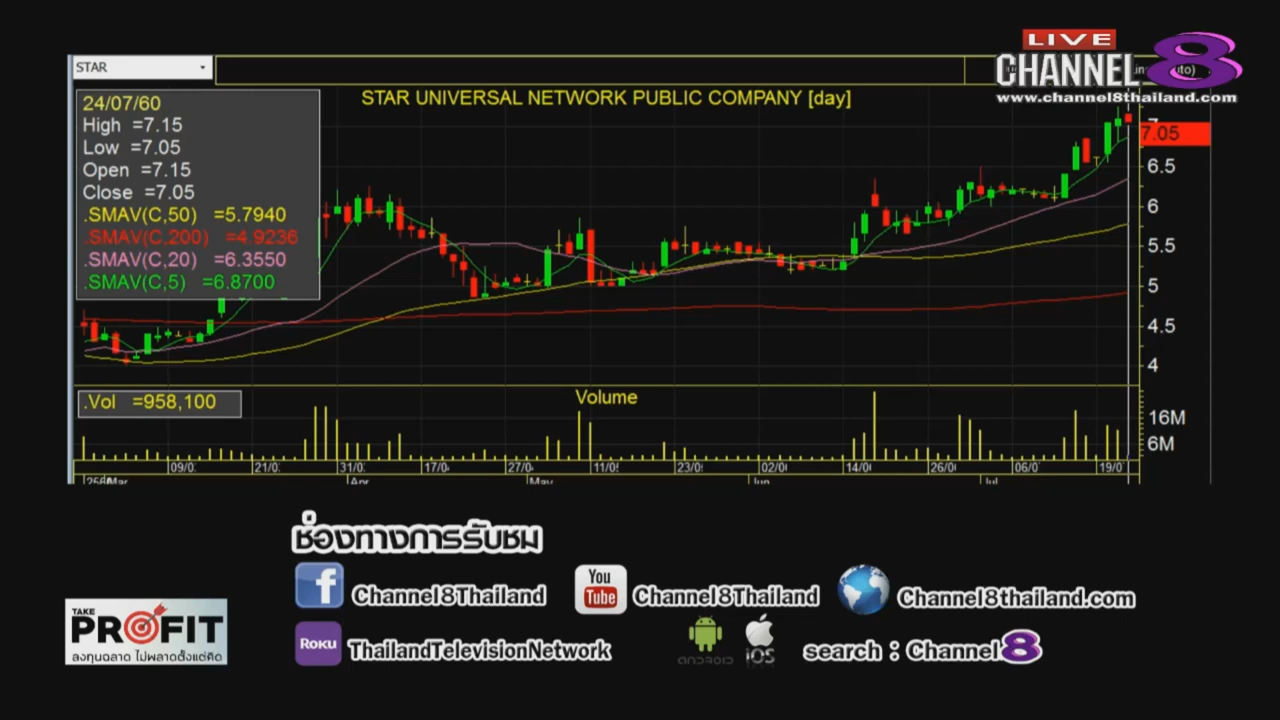 LIVE
CHANNEL 8
www.channel8thailand.com
STAR
STAR UNIVERSAL NETWORK PUBLIC COMPANY [day]
24/07/60
High =7.15
Low =7.05
Open =7.15
Close =7.05
.SMAV(C,50) =5.7940
.SMAV(C,200) =4.9236
.SMAV(C,20) =6.3550
.SMAV(C,5) =6.8700
7.05
6.5
6
5.5
5
4.5
4
.Vol =958,100
Volume
16M
6M
09/0 21/0 31/0 17/0 27/0 11/0 23/0 02/0 14/0 26/0 06/0 19/0
Mar Apr May Jun Jul
ช่องทางการรับชม
f Channel8Thailand You Tube Channel8Thailand Channel8thailand.com
ROKU ThailandTelevisionNetwork ANDROID iOS search : Channel 8
TAKE
PROFIT
ลงทุนฉลาด ไม่พลาดตั้งแต่คิด